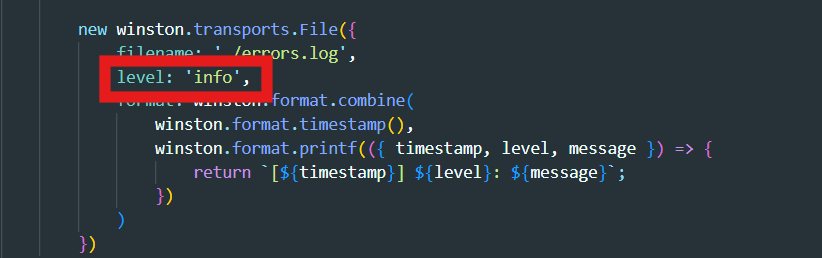 new winston.transports.File({
filename: './errors.log',
level: 'info',
format: winston.format.combine(
winston.format.timestamp(),
winston.format.printf(({ timestamp, level, message }) => {
return `[${timestamp}] ${level}: ${message}`;
})
)
})